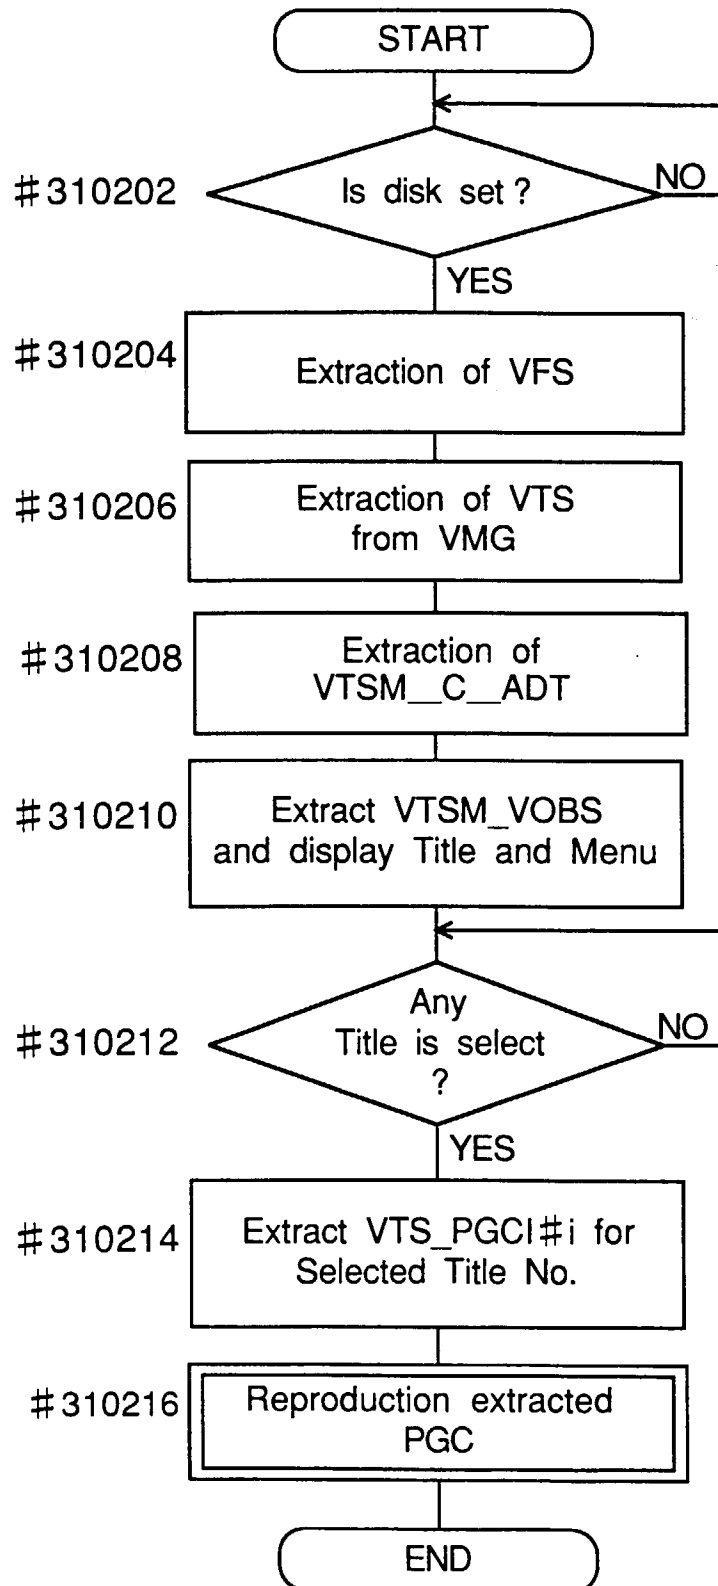 START
#310202
Is disk set ?
NO
YES
#310204
Extraction of VFS
#310206
Extraction of VTS
from VMG
#310208
Extraction of
VTSM__C__ADT
#310210
Extract VTSM_VOBS
and display Title and Menu
#310212
Any
Title is select
?
NO
YES
#310214
Extract VTS_PGCI#i for
Selected Title No.
#310216
Reproduction extracted
PGC
END